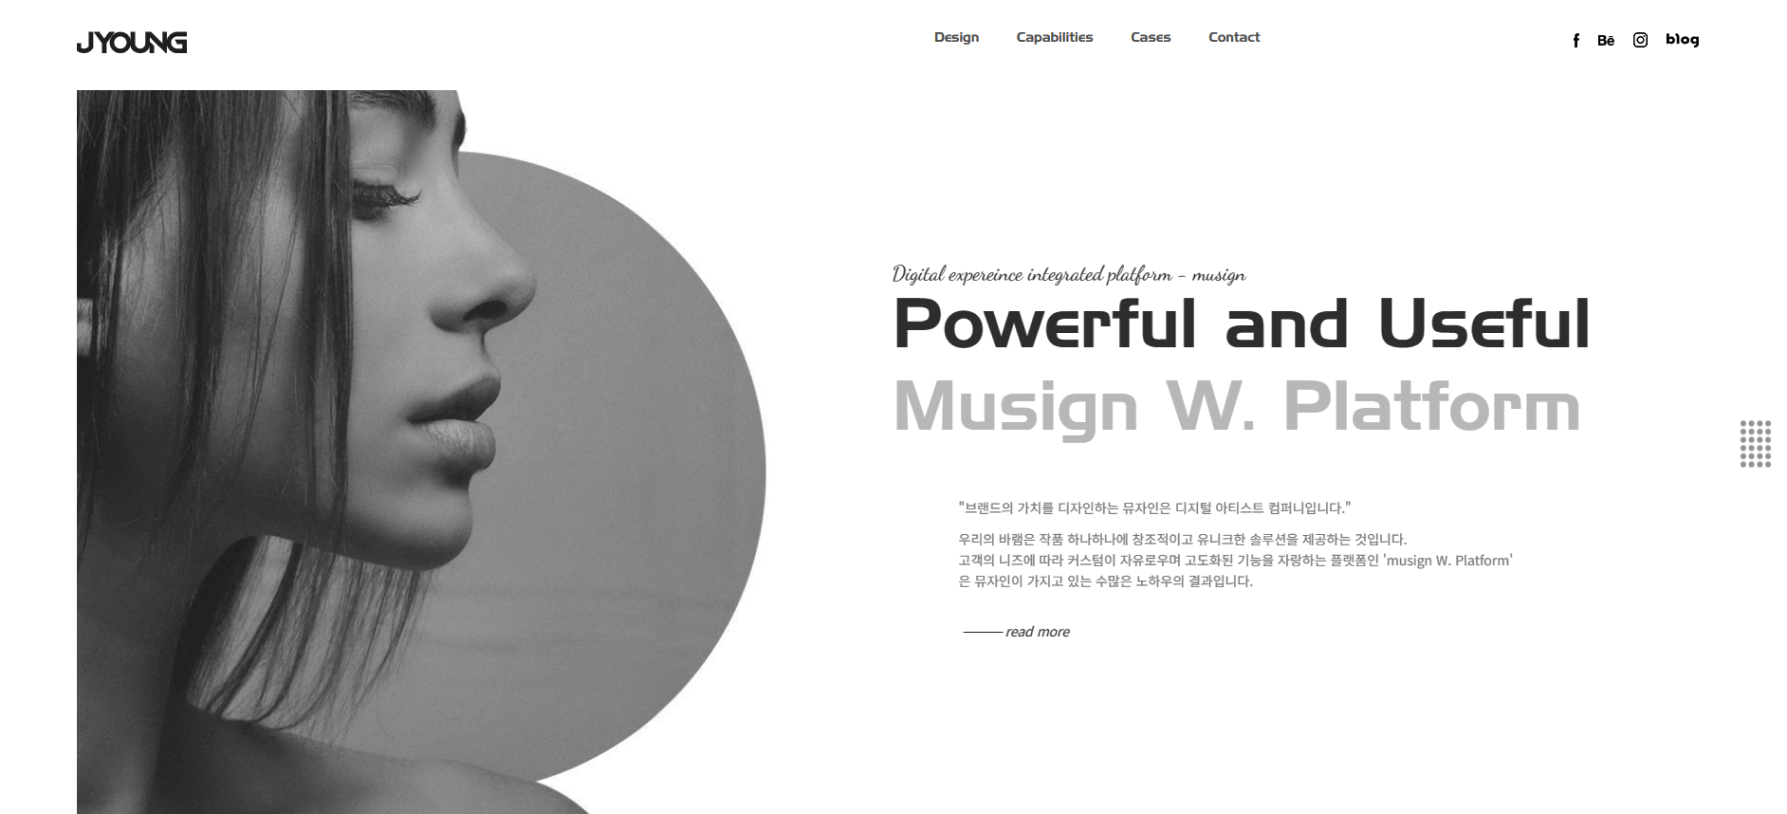 JYOUNG
Design Capabilities Cases Contact
Bē blog
Digital expereince integrated platform - musign
Powerful and Useful
Musign W. Platform
"브랜드의 가치를 디자인하는 뮤자인은 디지털 아티스트 컴퍼니입니다."
우리의 바램은 작품 하나하나에 창조적이고 유니크한 솔루션을 제공하는 것입니다.
고객의 니즈에 따라 커스텀이 자유로우며 고도화된 기능을 자랑하는 플랫폼인 'musign W. Platform'
은 뮤자인이 가지고 있는 수많은 노하우의 결과입니다.
read more